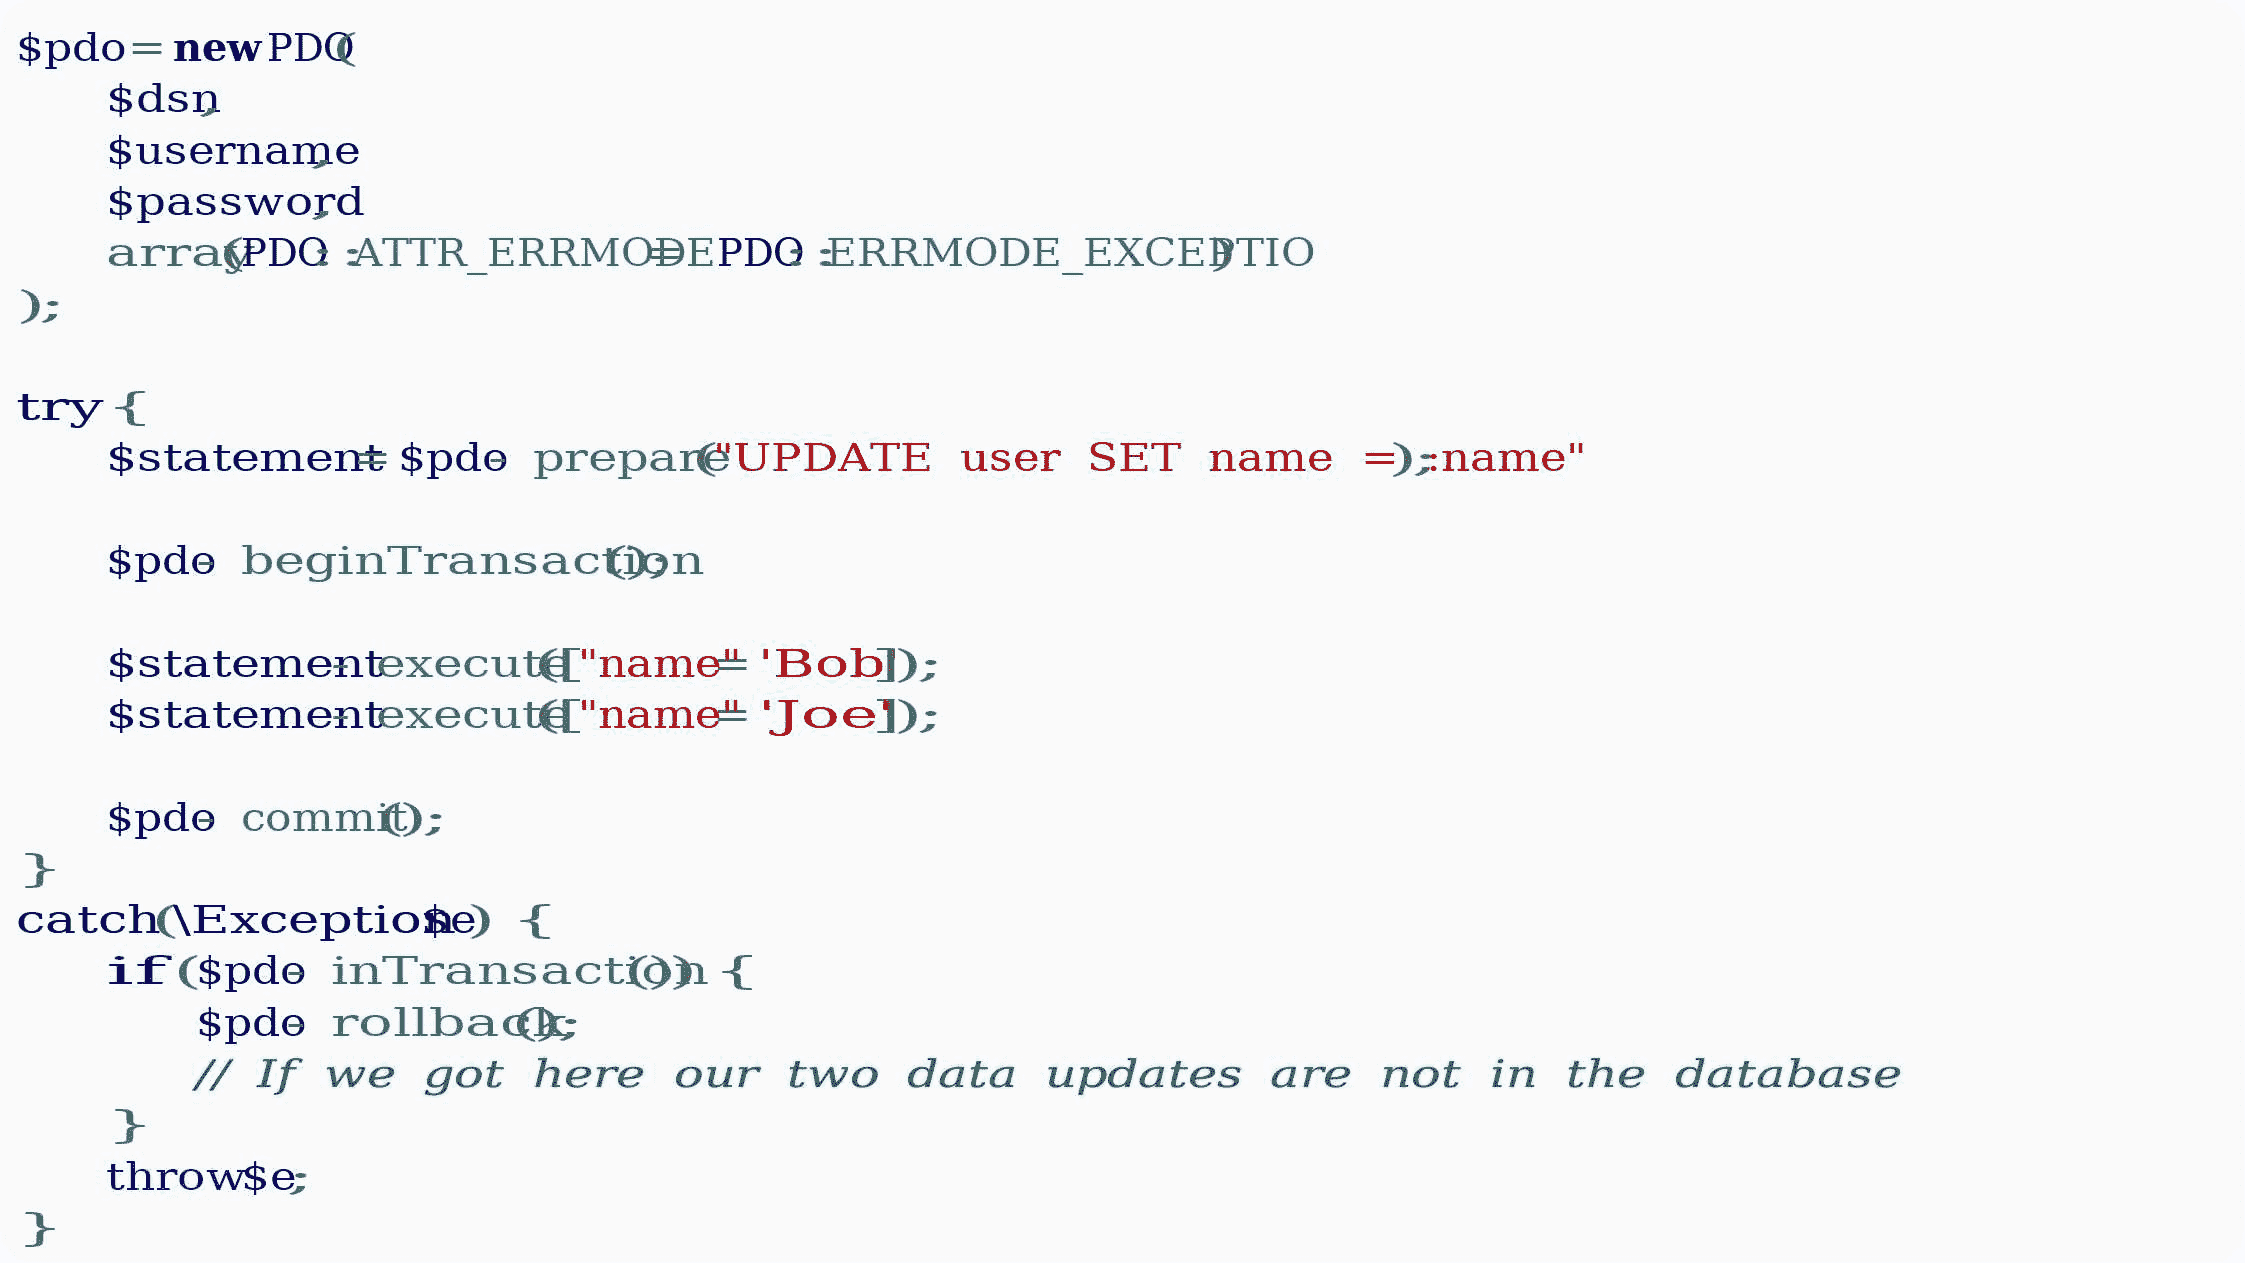 $pdo = new PDO(
$dsn,
$username,
$password,
array(PDO::ATTR_ERRMODE = PDO::ERRMODE_EXCEPTIO)
);
try {
$statement = $pdo- prepare("UPDATE user SET name = :name");
$pdo- beginTransaction();
$statement- execute(["name"= 'Bob]);
$statement- execute(["name"= 'Joe']);
$pdo- commit();
}
catch (\Exception $e) {
if ($pdo- inTransaction()) {
$pdo- rollback();
// If we got here our two data updates are not in the database
}
throw $e;
}